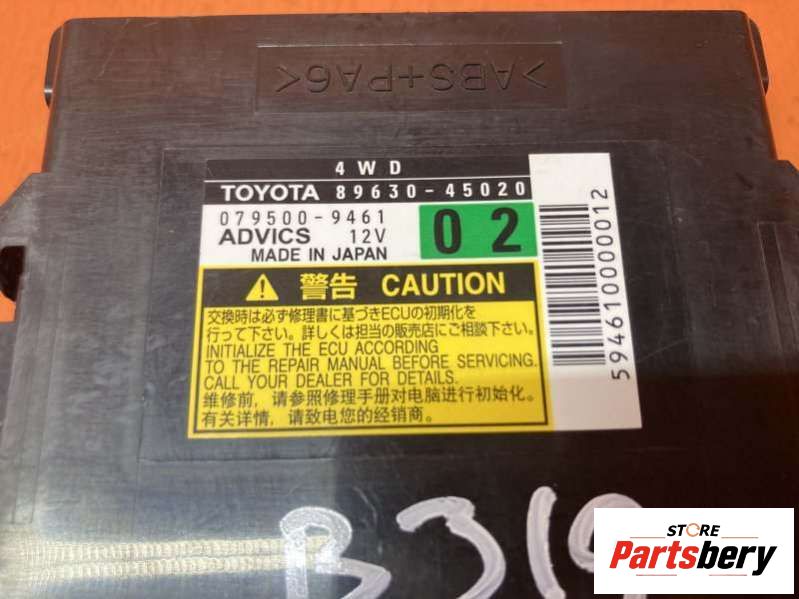 >ABS+PA6<
4WD
TOYOTA 89630-45020
079500-9461
ADVICS 12V
MADE IN JAPAN
02
594610000012
警告 CAUTION
交換時は必ず修理書に基づきECUの初期化を
行って下さい。詳しくは担当の販売店にご相談下さい。
INITIALIZE THE ECU ACCORDING
TO THE REPAIR MANUAL BEFORE SERVICING.
CALL YOUR DEALER FOR DETAILS.
维修前，请参照修理手册对电脑进行初始化。
有关详情，请致电您的经销商。
B319
STORE
Partsbery